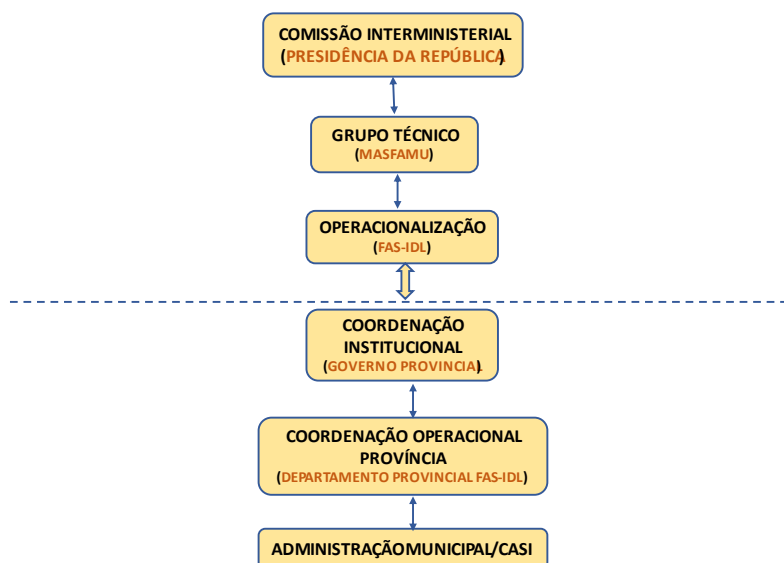 COMISSÃO INTERMINISTERIAL
(PRESIDÊNCIA DA REPÚBLICA)
GRUPO TÉCNICO
(MASFAMU)
OPERACIONALIZAÇÃO
(FAS-IDL)
COORDENAÇÃO
INSTITUCIONAL
(GOVERNO PROVINCIAL)
COORDENAÇÃO OPERACIONAL
PROVÍNCIA
(DEPARTAMENTO PROVINCIAL FAS-IDL)
ADMINISTRAÇÃOMUNICIPAL/CASI